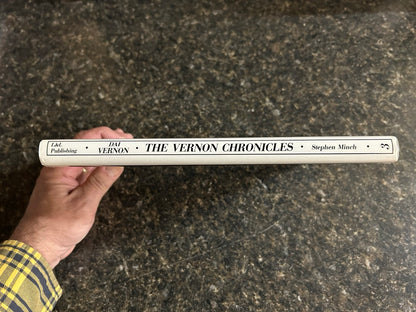 L&L
Publishing
•
DAI
VERNON
•
THE VERNON CHRONICLES
•
Stephen Minch
•
3